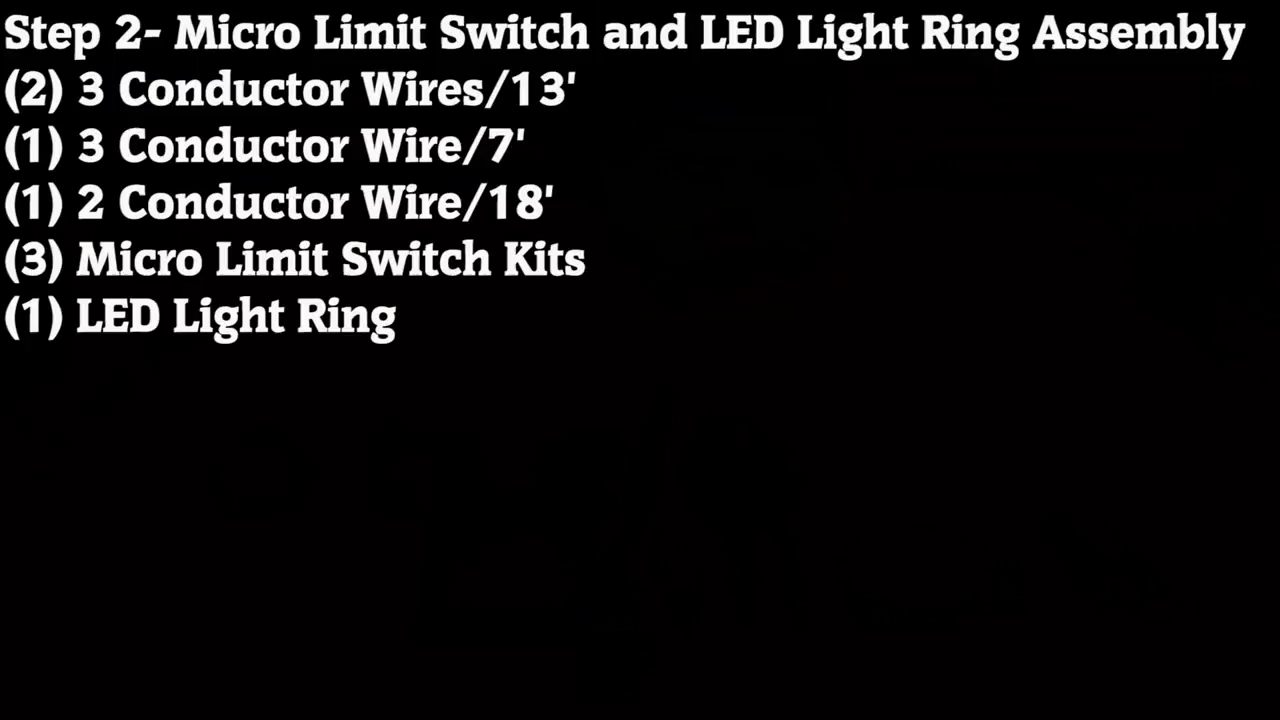 Step 2- Micro Limit Switch and LED Light Ring Assembly
(2) 3 Conductor Wires/13'
(1) 3 Conductor Wire/7'
(1) 2 Conductor Wire/18'
(3) Micro Limit Switch Kits
(1) LED Light Ring